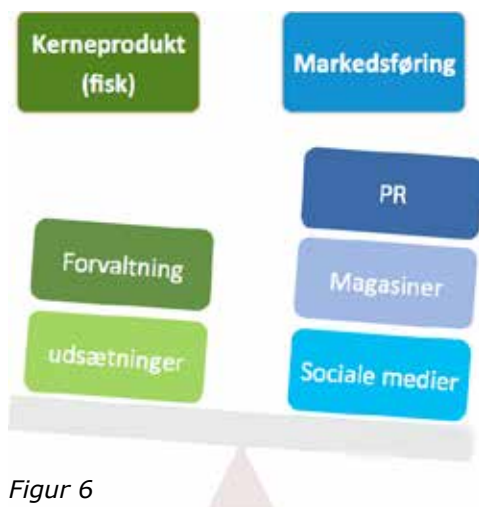 Kerneprodukt
(fisk)
Markedsføring
PR
Forvaltning
Magasiner
udsætninger
Sociale medier
Figur 6